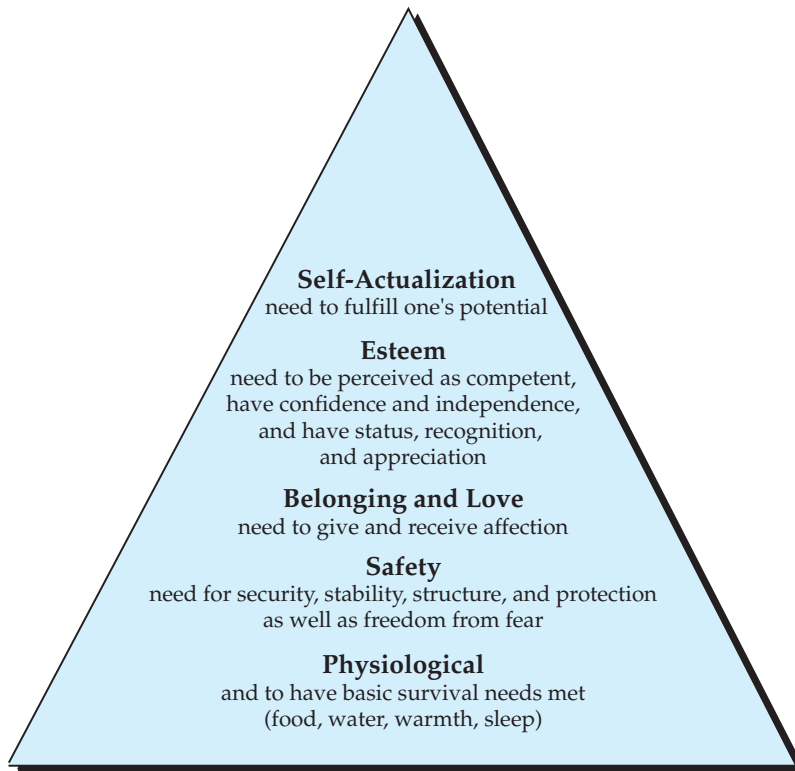 Self-Actualization
need to fulfill one's potential
Esteem
need to be perceived as competent,
have confidence and independence,
and have status, recognition,
and appreciation
Belonging and Love
need to give and receive affection
Safety
need for security, stability, structure, and protection
as well as freedom from fear
Physiological
and to have basic survival needs met
(food, water, warmth, sleep)